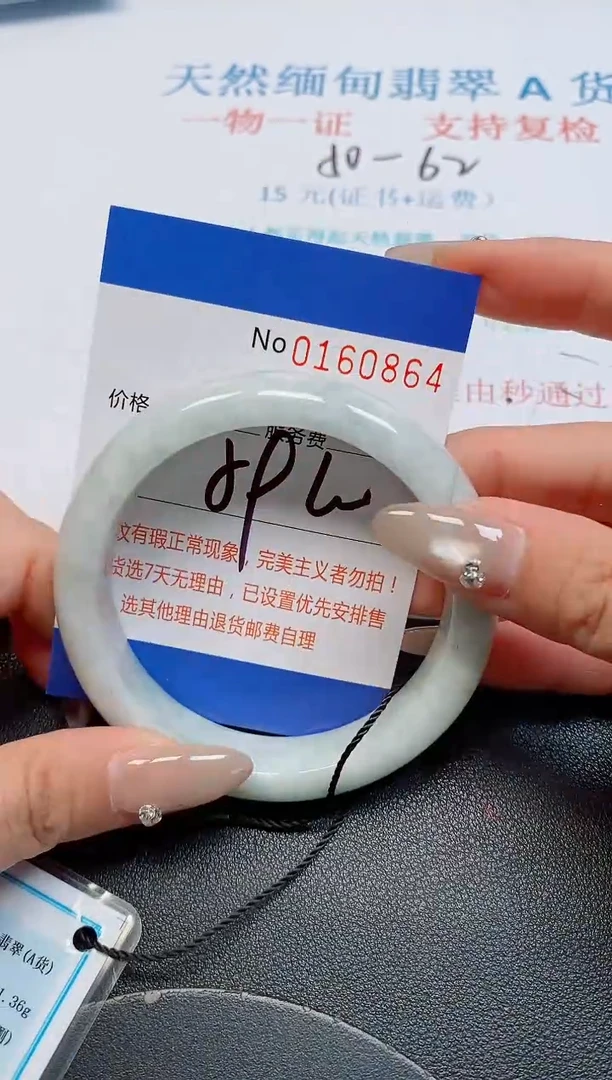 天然缅甸翡翠 A 货
一物一证 支持复检
15 元(证书+运费)
No 0160864
价格
服务费
由秒通过
纹有瑕正常现象，完美主义者勿拍！
货选7天无理由，已设置优先安排售
选其他理由退货邮费自理
翡翠(A货)
1.36g